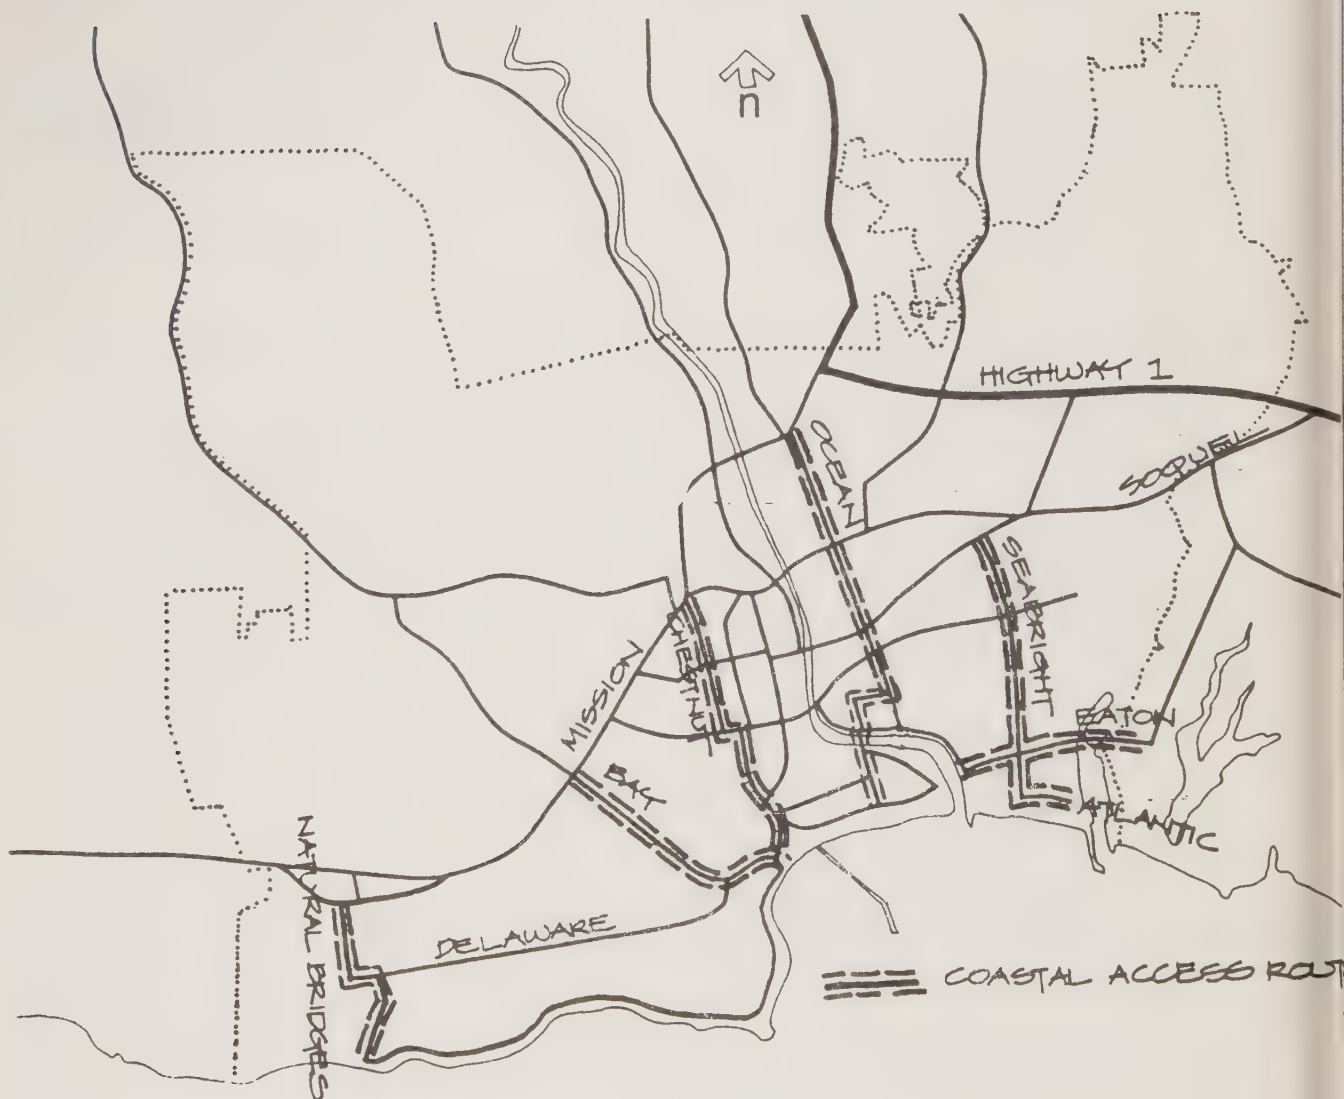 n
HIGHWAY 1
OCEAN
SOQUEL
SEABRIGHT
CHESTNUT
MISSION
EATON
BAY
ATLANTIC
NATURAL BRIDGES
DELAWARE
COASTAL ACCESS ROUT